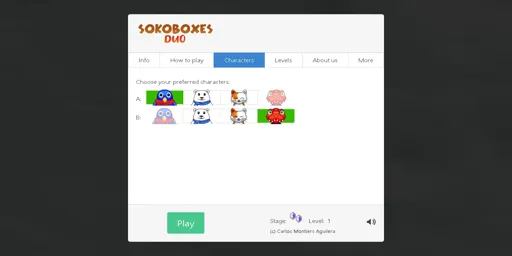 SOKOBOXES
DUO
Info How to play Characters Levels About us More
Choose your preferred characters:
A:
B:
Play
Stage: Level: 1
(c) Carlos Montiers Aguilera